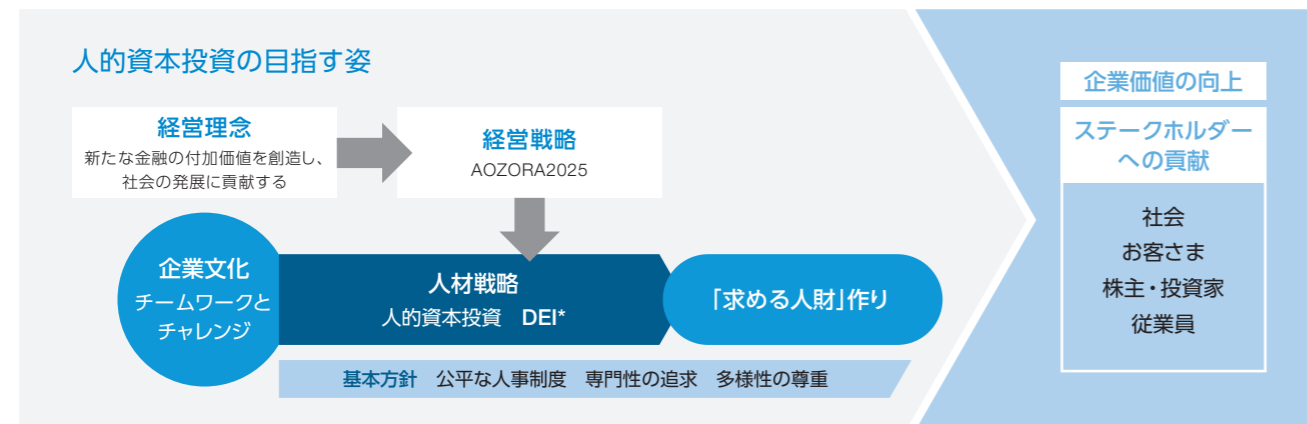 人的資本投資の目指す姿
経営理念
新たな金融の付加価値を創造し、
社会の発展に貢献する
経営戦略
AOZORA2025
企業文化
チームワークと
チャレンジ
人材戦略
人的資本投資 DEI*
「求める人財」作り
基本方針 公平な人事制度 専門性の追求 多様性の尊重
企業価値の向上
ステークホルダー
への貢献
社会
お客さま
株主・投資家
従業員